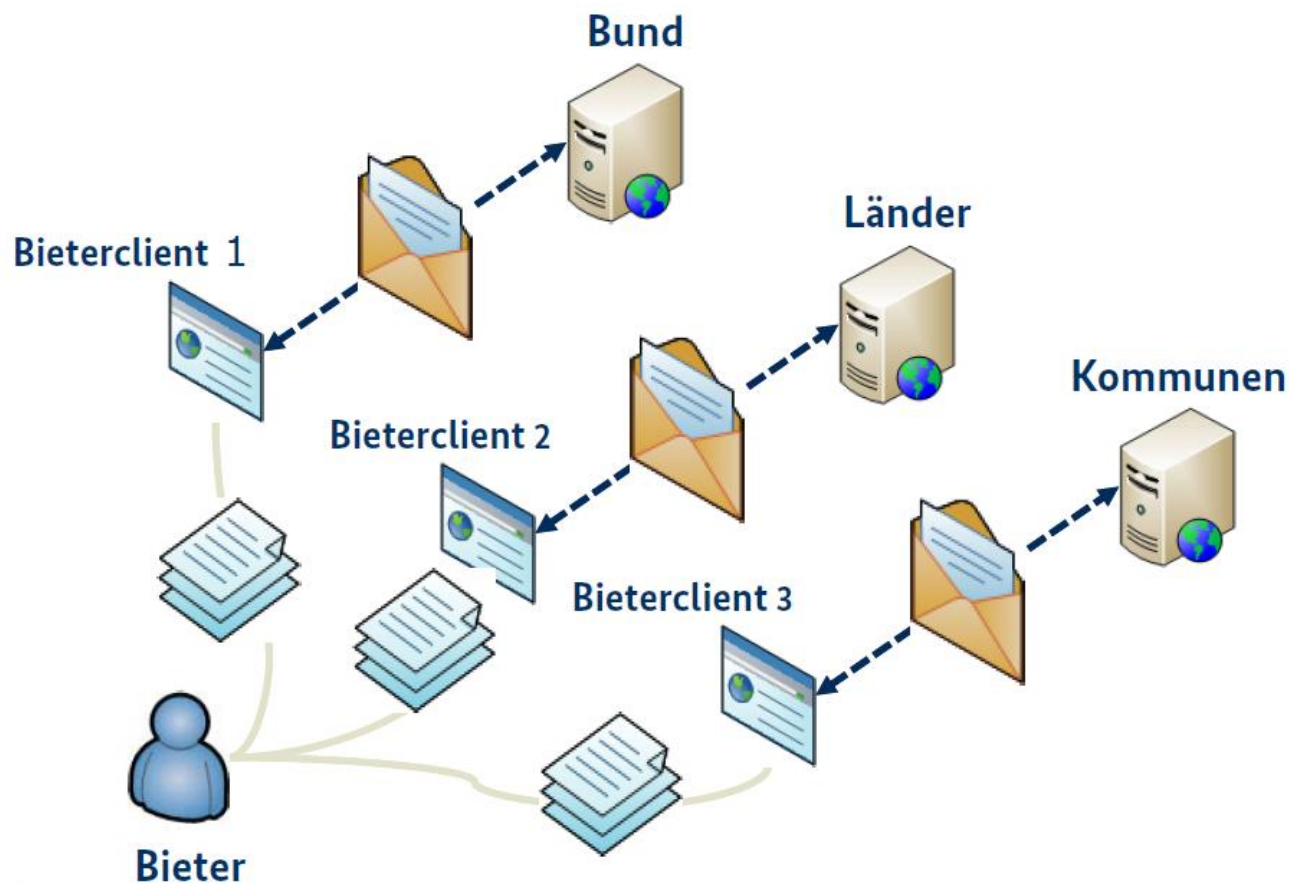 Bund
Länder
Bieterclient 1
Kommunen
Bieterclient 2
Bieterclient 3
Bieter